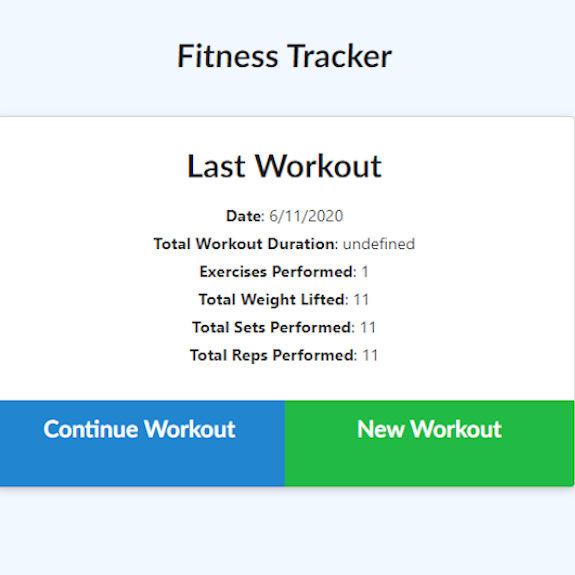 Fitness Tracker
Last Workout
Date: 6/11/2020
Total Workout Duration: undefined
Exercises Performed: 1
Total Weight Lifted: 11
Total Sets Performed: 11
Total Reps Performed: 11
Continue Workout
New Workout